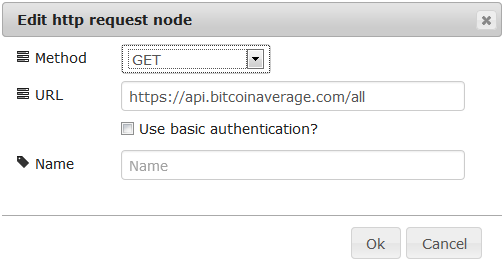 Edit http request node
Method GET
URL https://api.bitcoinaverage.com/all
Use basic authentication?
Name Name
Ok Cancel